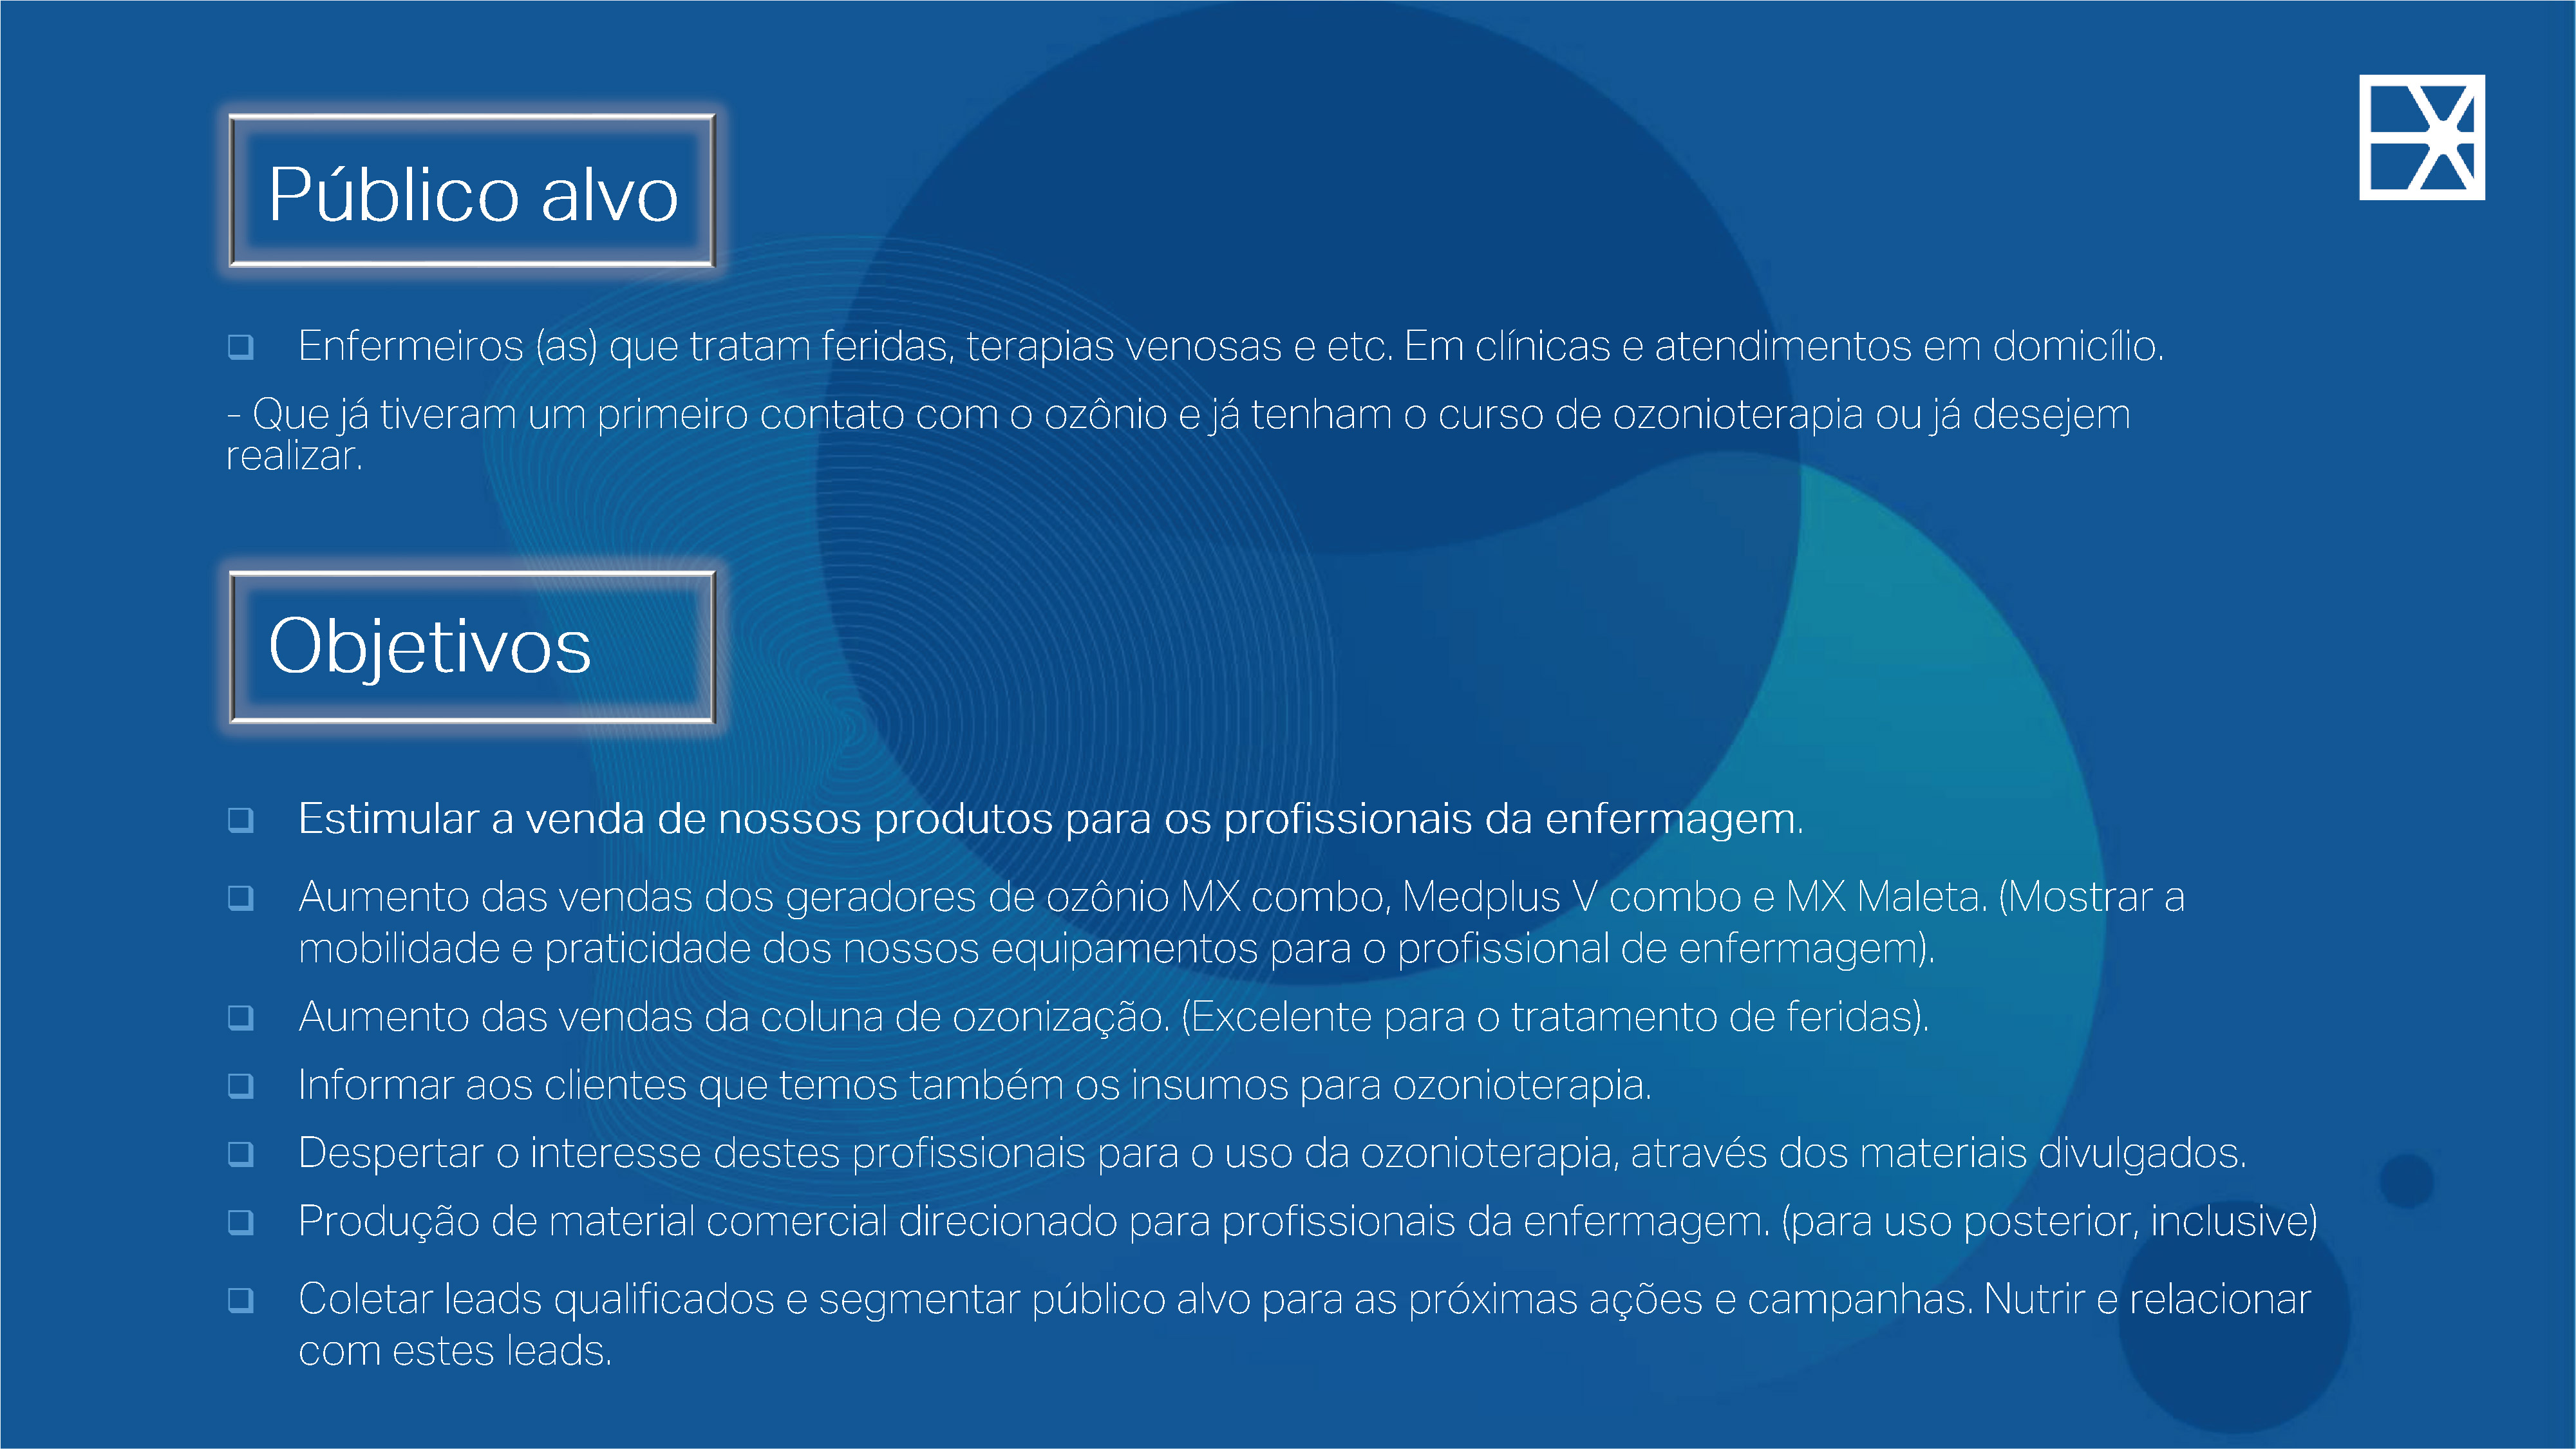 Público alvo
Enfermeiros (as) que tratam feridas, terapias venosas e etc. Em clínicas e atendimentos em domicílio.
- Que já tiveram um primeiro contato com o ozônio e já tenham o curso de ozonioterapia ou já desejem
realizar.
Objetivos
Estimular a venda de nossos produtos para os profissionais da enfermagem.
Aumento das vendas dos geradores de ozônio MX combo, Medplus V combo e MX Maleta. (Mostrar a
mobilidade e praticidade dos nossos equipamentos para o profissional de enfermagem).
Aumento das vendas da coluna de ozonização. (Excelente para o tratamento de feridas).
Informar aos clientes que temos também os insumos para ozonioterapia.
Despertar o interesse destes profissionais para o uso da ozonioterapia, através dos materiais divulgados.
Produção de material comercial direcionado para profissionais da enfermagem. (para uso posterior, inclusive)
Coletar leads qualificados e segmentar público alvo para as próximas ações e campanhas. Nutrir e relacionar
com estes leads.